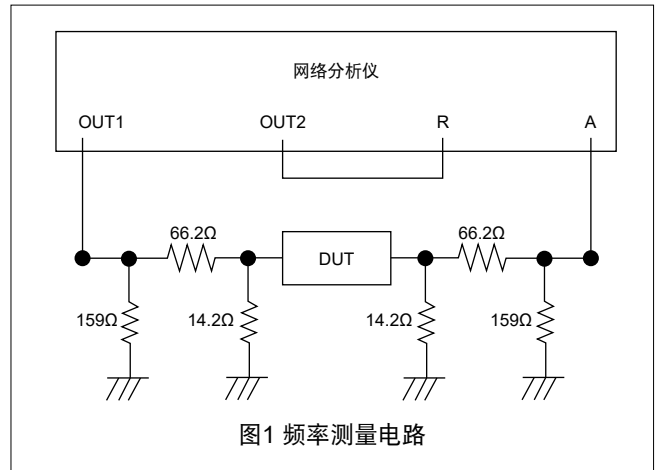 网络分析仪
OUT1 OUT2 R A
66.2Ω DUT 66.2Ω
159Ω 14.2Ω 14.2Ω 159Ω
图1 频率测量电路